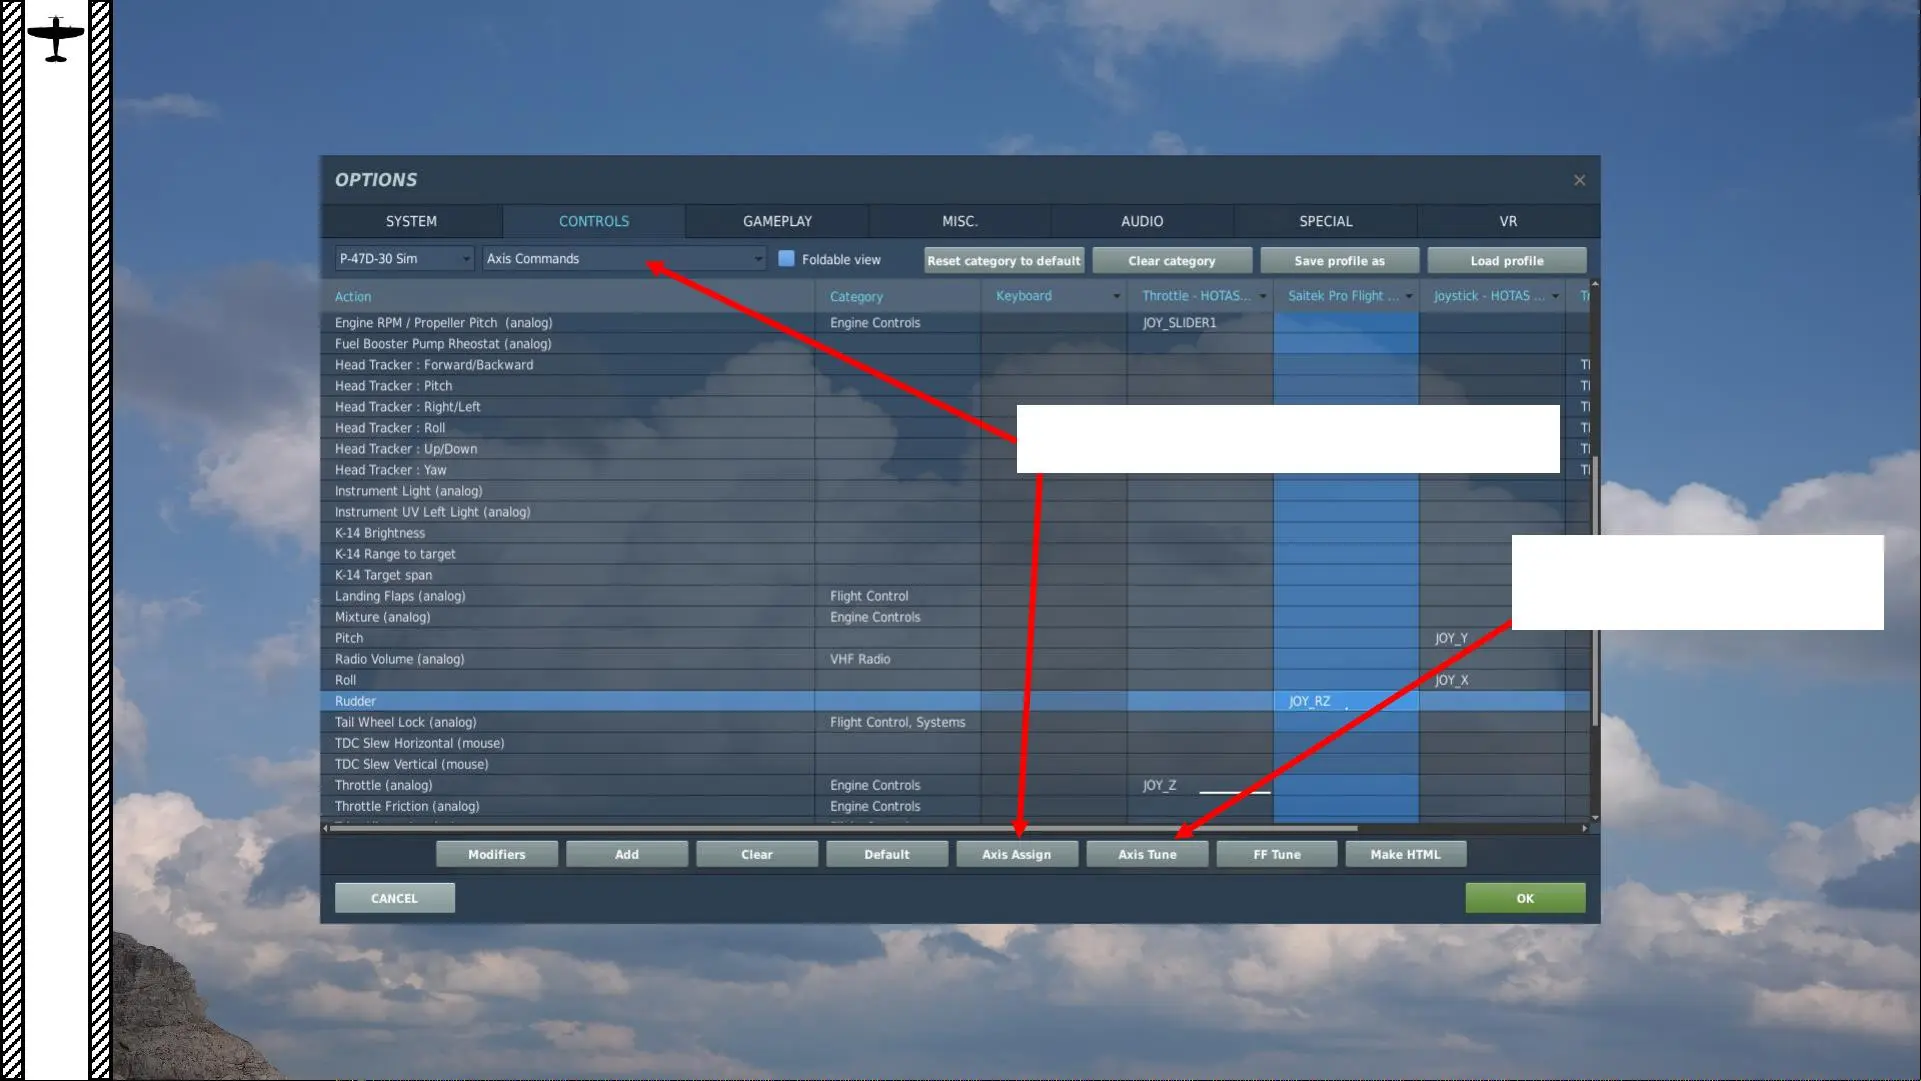 OPTIONS
SYSTEM CONTROLS GAMEPLAY MISC. AUDIO SPECIAL VR
P-47D-30 Sim Axis Commands Foldable view Reset category to default Clear category Save profile as Load profile
Action Category Keyboard Throttle - HOTAS... Saitek Pro Flight ... Joystick - HOTAS ...
Engine RPM / Propeller Pitch (analog) Engine Controls JOY_SLIDER1
Fuel Booster Pump Rheostat (analog)
Head Tracker : Forward/Backward
Head Tracker : Pitch
Head Tracker : Right/Left
Head Tracker : Roll
Head Tracker : Up/Down
Head Tracker : Yaw
Instrument Light (analog)
Instrument UV Left Light (analog)
K-14 Brightness
K-14 Range to target
K-14 Target span
Landing Flaps (analog) Flight Control
Mixture (analog) Engine Controls
Pitch JOY_Y
Radio Volume (analog) VHF Radio
Roll JOY_X
Rudder JOY_RZ
Tail Wheel Lock (analog) Flight Control, Systems
TDC Slew Horizontal (mouse)
TDC Slew Vertical (mouse)
Throttle (analog) Engine Controls JOY_Z
Throttle Friction (analog) Engine Controls
Modifiers Add Clear Default Axis Assign Axis Tune FF Tune Make HTML
CANCEL OK